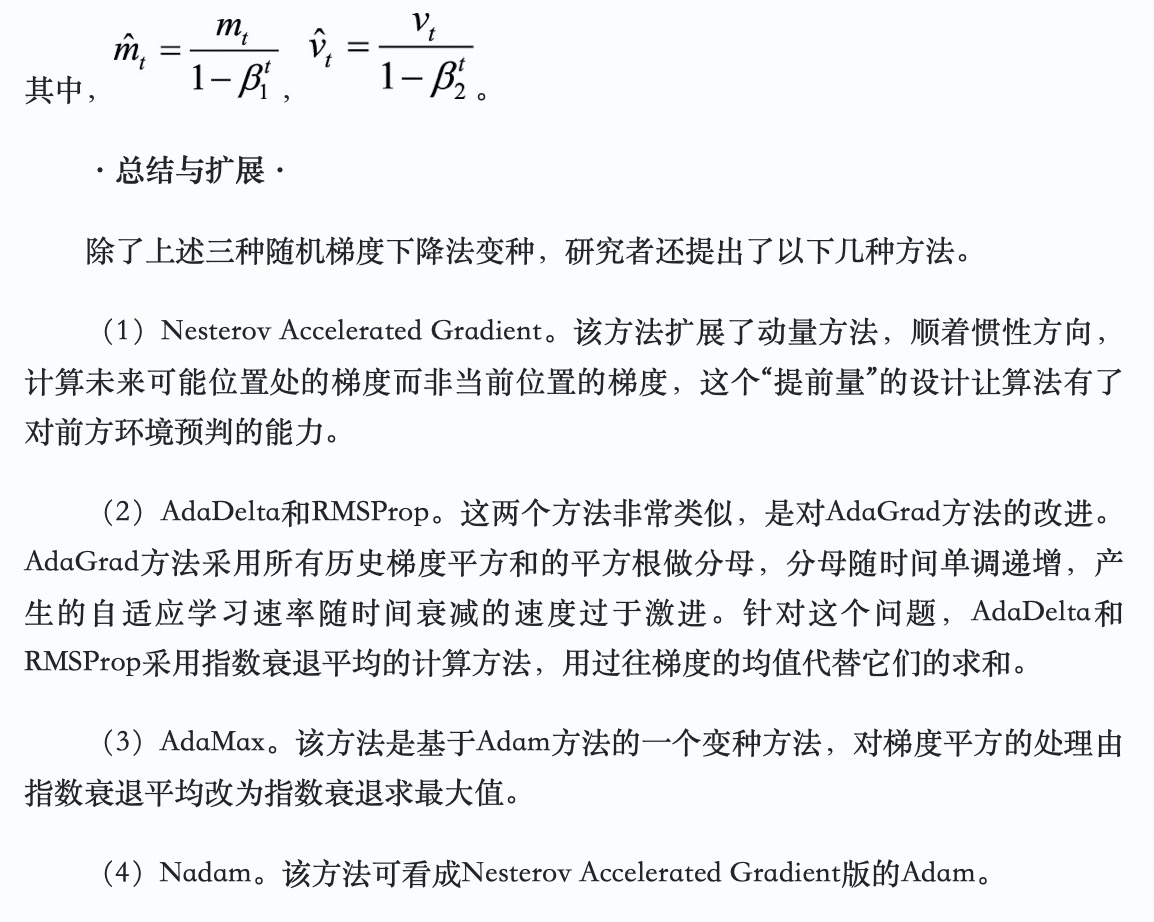 其中，m̂_t = m_t / (1 − β_1^t)，v̂_t = v_t / (1 − β_2^t)。
·总结与扩展·
除了上述三种随机梯度下降法变种，研究者还提出了以下几种方法。
（1）Nesterov Accelerated Gradient。该方法扩展了动量方法，顺着惯性方向，
计算未来可能位置处的梯度而非当前位置的梯度，这个“提前量”的设计让算法有了
对前方环境预判的能力。
（2）AdaDelta和RMSProp。这两个方法非常类似，是对AdaGrad方法的改进。
AdaGrad方法采用所有历史梯度平方和的平方根做分母，分母随时间单调递增，产
生的自适应学习速率随时间衰减的速度过于激进。针对这个问题，AdaDelta和
RMSProp采用指数衰退平均的计算方法，用过往梯度的均值代替它们的求和。
（3）AdaMax。该方法是基于Adam方法的一个变种方法，对梯度平方的处理由
指数衰退平均改为指数衰退求最大值。
（4）Nadam。该方法可看成Nesterov Accelerated Gradient版的Adam。